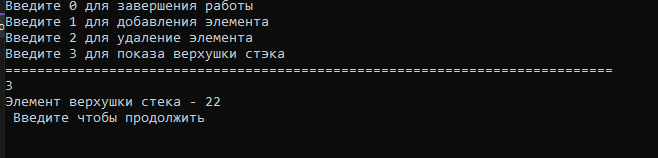 Введите 0 для завершения работы
Введите 1 для добавления элемента
Введите 2 для удаление элемента
Введите 3 для показа верхушки стэка
============================================================================
3
Элемент верхушки стека - 22
Введите чтобы продолжить